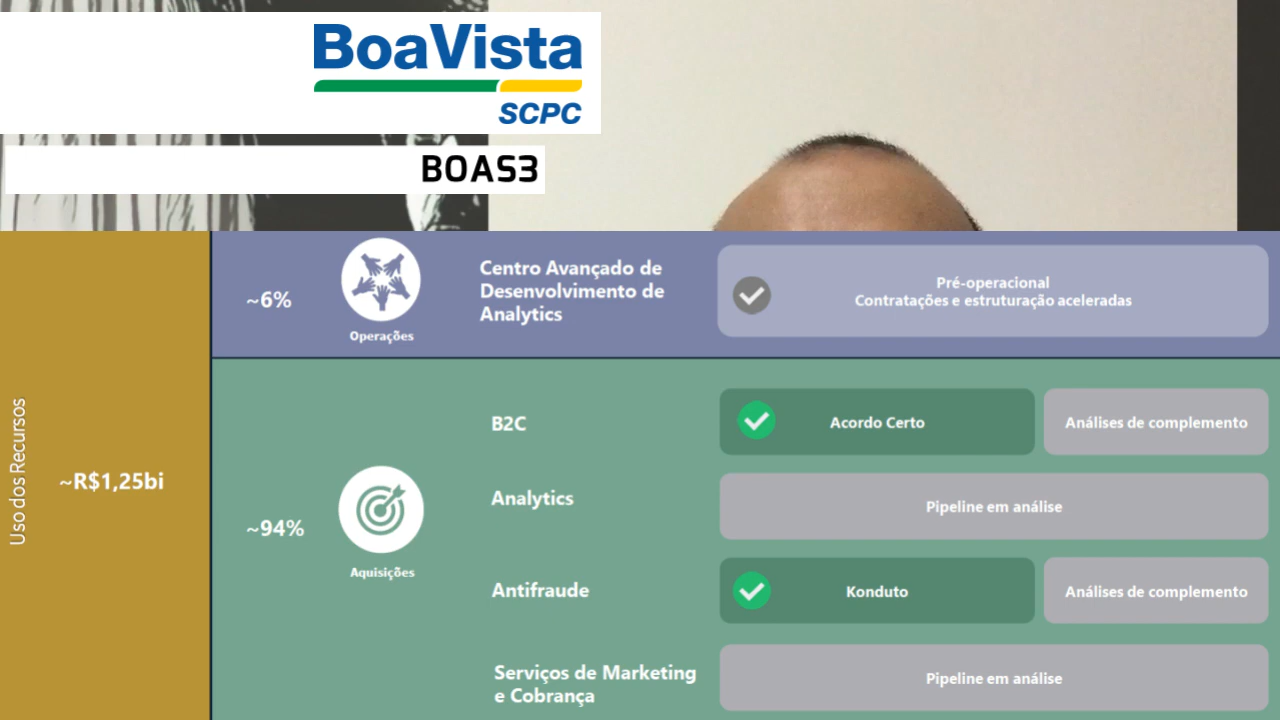 BoaVista
SCPC
BOAS3
Uso dos Recursos
~R$1,25bi
~6%
Operações
Centro Avançado de
Desenvolvimento de
Analytics
Pré-operacional
Contratações e estruturação aceleradas
~94%
Aquisições
B2C
Acordo Certo
Análises de complemento
Analytics
Pipeline em análise
Antifraude
Konduto
Análises de complemento
Serviços de Marketing
e Cobrança
Pipeline em análise